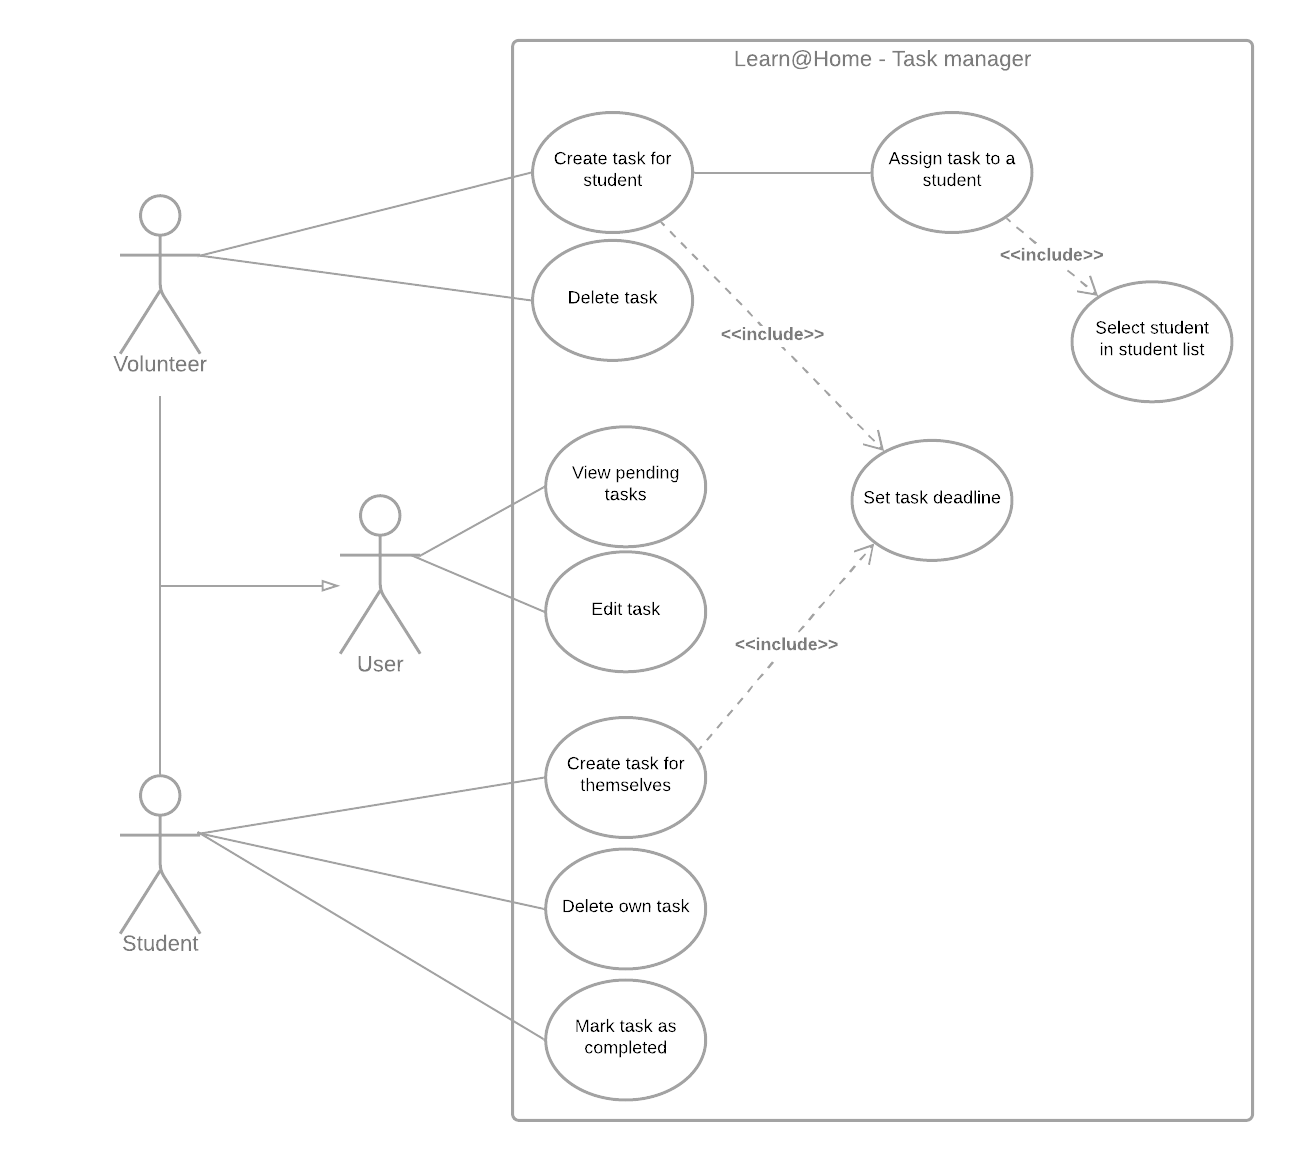 Learn@Home - Task manager
Create task for
student
Assign task to a
student
<<include>>
Delete task
Select student
in student list
<<include>>
Volunteer
View pending
tasks
Set task deadline
Edit task
<<include>>
User
Create task for
themselves
Delete own task
Student
Mark task as
completed